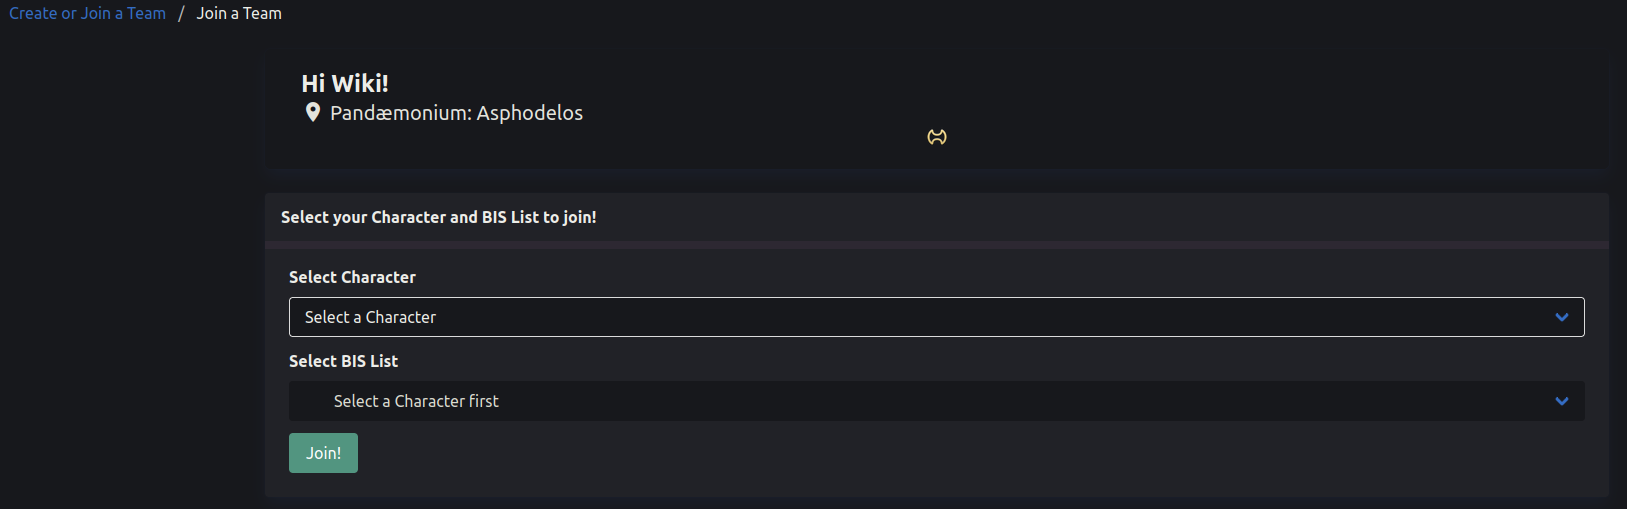 Create or Join a Team / Join a Team
Hi Wiki!
Pandæmonium: Asphodelos
Select your Character and BIS List to join!
Select Character
Select a Character
Select BIS List
Select a Character first
Join!